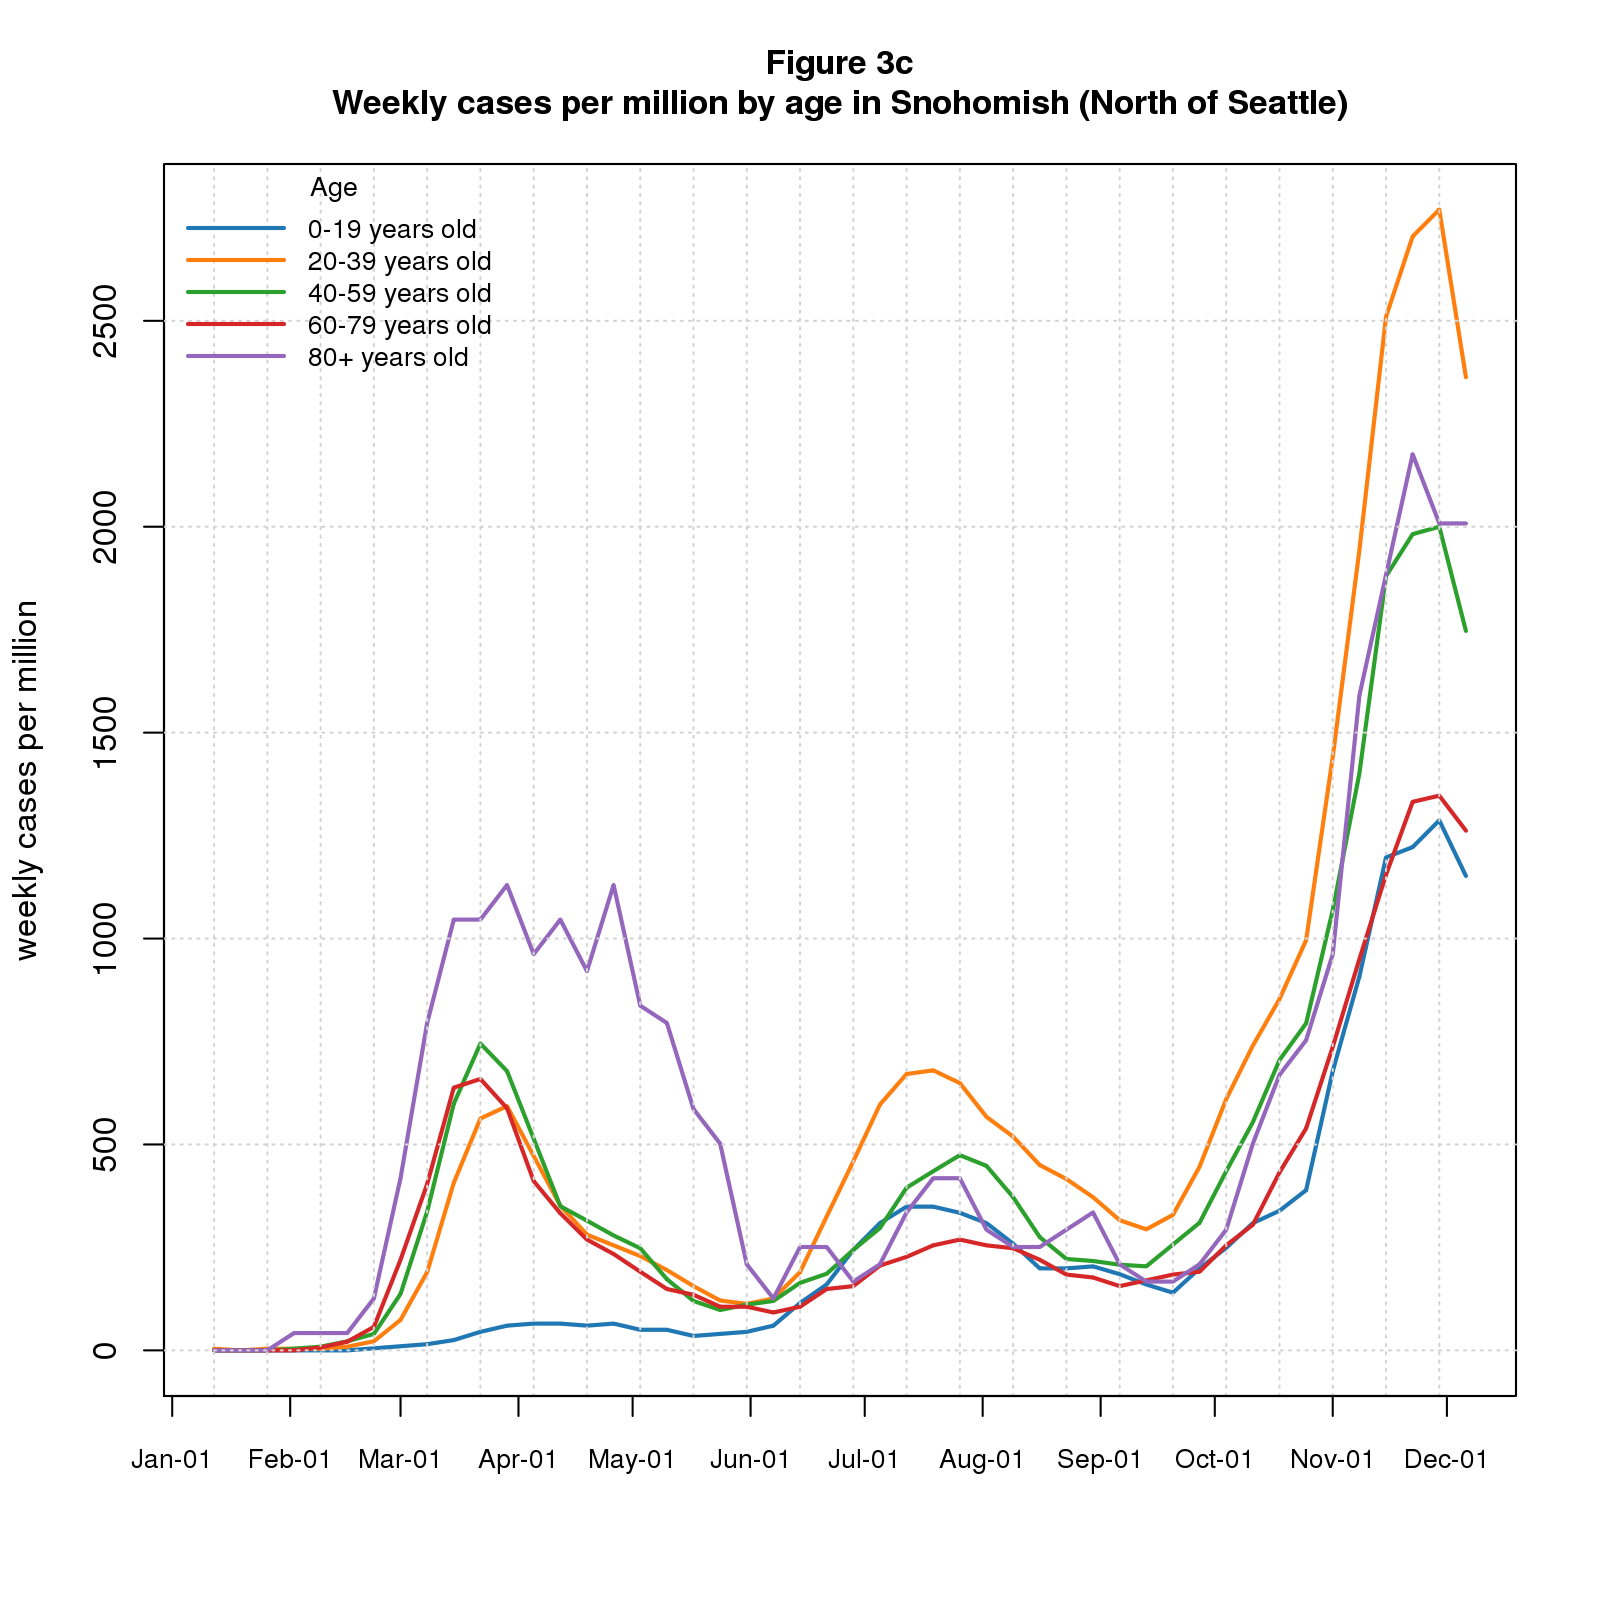 Figure 3c
Weekly cases per million by age in Snohomish (North of Seattle)
Age
0-19 years old
20-39 years old
40-59 years old
60-79 years old
80+ years old
weekly cases per million
2500
2000
1500
1000
500
0
Jan-01 Feb-01 Mar-01 Apr-01 May-01 Jun-01 Jul-01 Aug-01 Sep-01 Oct-01 Nov-01 Dec-01